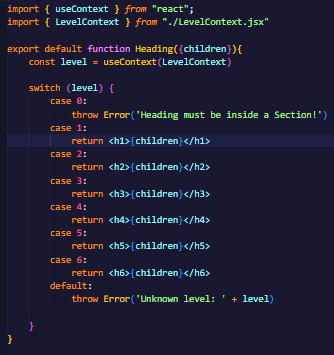 import { useContext } from "react";
import { LevelContext } from "./LevelContext.jsx"
export default function Heading({children}){
const level = useContext(LevelContext)
switch (level) {
case 0:
throw Error('Heading must be inside a Section!')
case 1:
return <h1>{children}</h1>
case 2:
return <h2>{children}</h2>
case 3:
return <h3>{children}</h3>
case 4:
return <h4>{children}</h4>
case 5:
return <h5>{children}</h5>
case 6:
return <h6>{children}</h6>
default:
throw Error('Unknown level: ' + level)
}
}